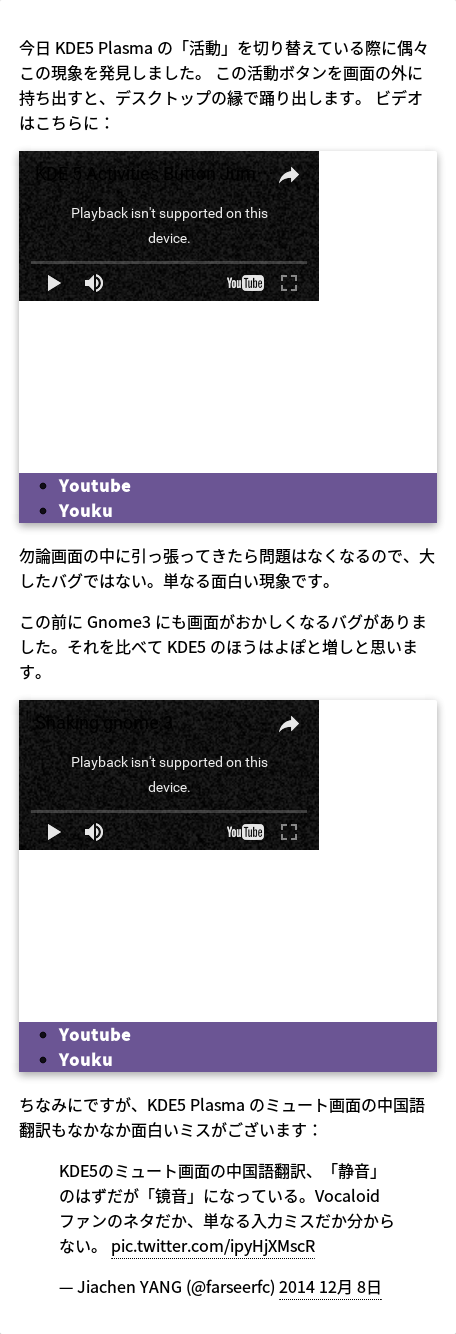 今日 KDE5 Plasma の「活動」を切り替えている際に偶々
この現象を発見しました。 この活動ボタンを画面の外に
持ち出すと、デスクトップの縁で踊り出します。 ビデオ
はこちらに：
KDE 5 Activities Button Jum
Playback isn't supported on this
device.
YouTube
Youtube
Youku
勿論画面の中に引っ張ってきたら問題はなくなるので、大
したバグではない。単なる面白い現象です。
この前に Gnome3 にも画面がおかしくなるバグがありま
した。それを比べて KDE5 のほうはよぽと増しと思いま
す。
Shaking gnome 3
Playback isn't supported on this
device.
YouTube
Youtube
Youku
ちなみにですが、KDE5 Plasma のミュート画面の中国語
翻訳もなかなか面白いミスがございます：
KDE5のミュート画面の中国語翻訳、「静音」
のはずだが「镜音」になっている。Vocaloid
ファンのネタだか、単なる入力ミスだか分から
ない。 pic.twitter.com/ipyHjXMscR
— Jiachen YANG (@farseerfc) 2014 12月 8日